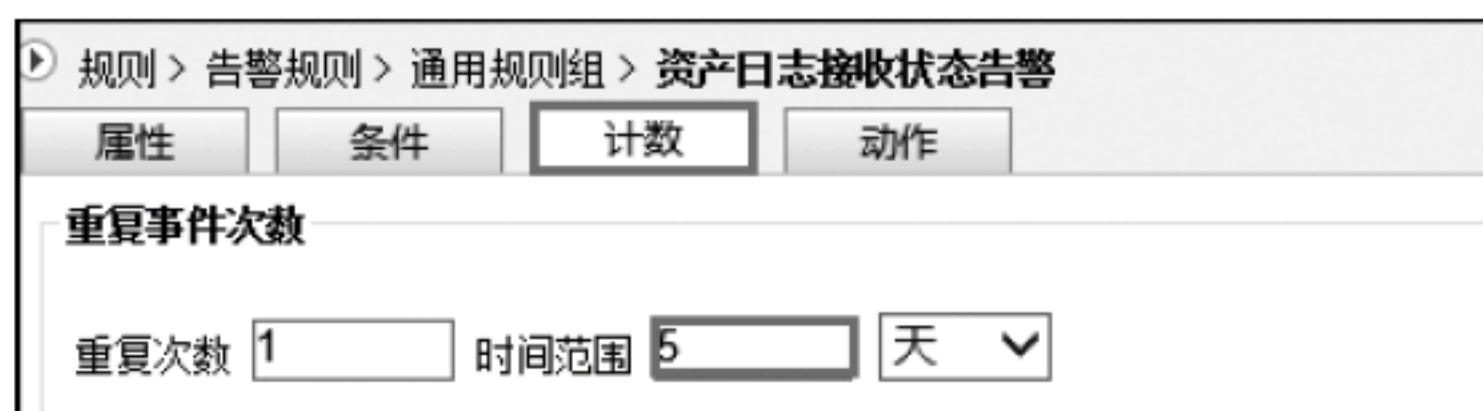 规则 > 告警规则 > 通用规则组 > 资产日志接收状态告警
属性 条件 计数 动作
重复事件次数
重复次数 1 时间范围 5 天